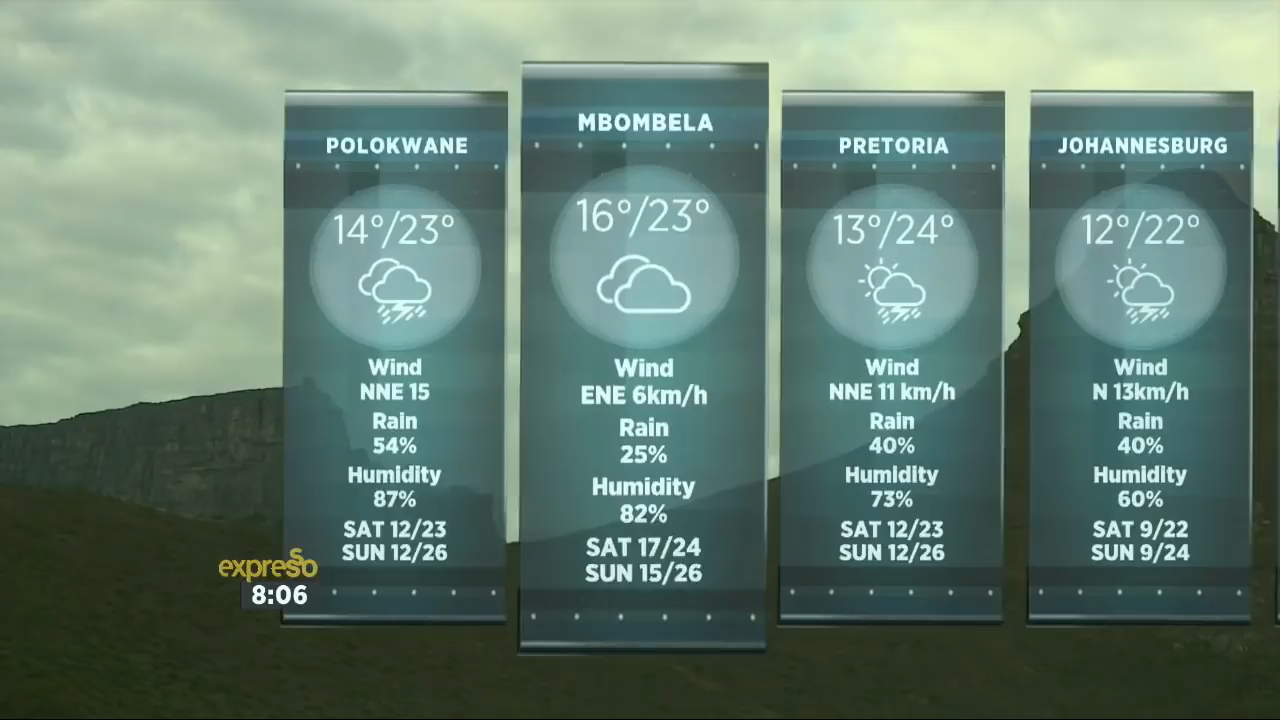 POLOKWANE
14°/23°
Wind
NNE 15
Rain
54%
Humidity
87%
SAT 12/23
SUN 12/26
MBOMBELA
16°/23°
Wind
ENE 6km/h
Rain
25%
Humidity
82%
SAT 17/24
SUN 15/26
PRETORIA
13°/24°
Wind
NNE 11 km/h
Rain
40%
Humidity
73%
SAT 12/23
SUN 12/26
JOHANNESBURG
12°/22°
Wind
N 13km/h
Rain
40%
Humidity
60%
SAT 9/22
SUN 9/24
expresso
8:06